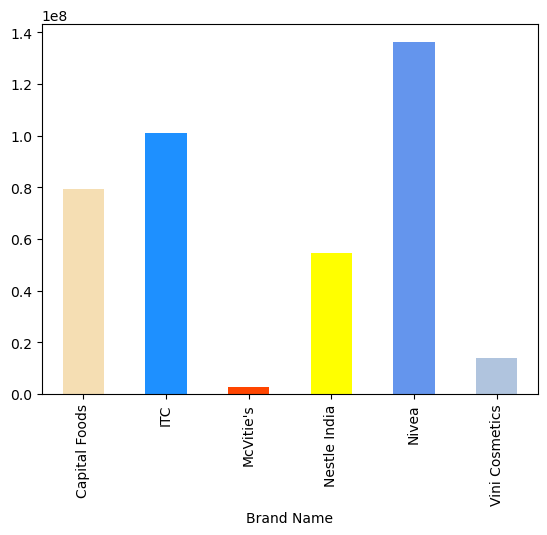 1e8
1.4
1.2
1.0
0.8
0.6
0.4
0.2
0.0
Capital Foods
ITC
McVitie's
Nestle India
Nivea
Vini Cosmetics
Brand Name